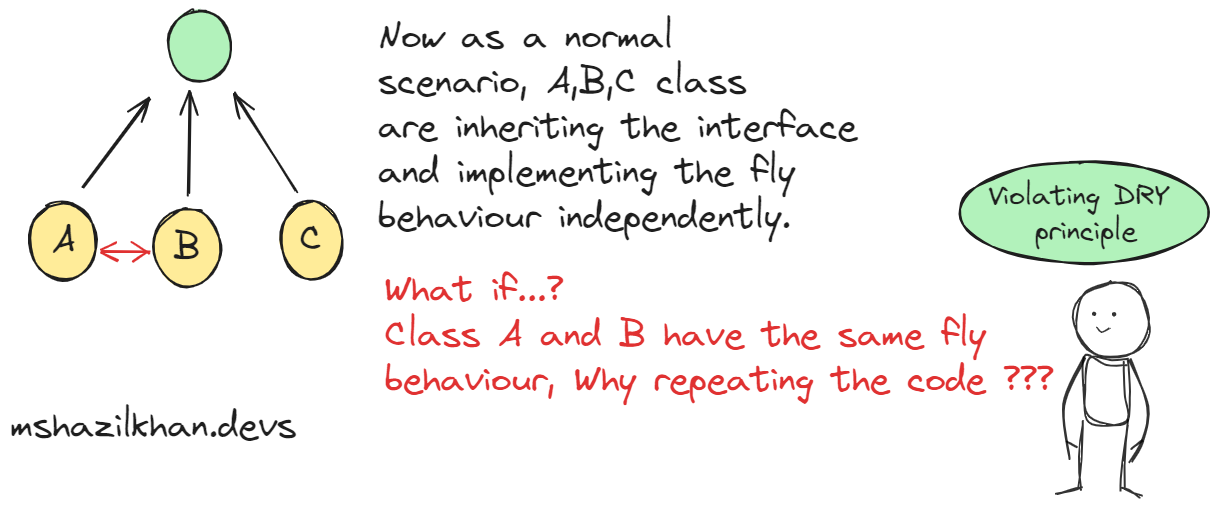 Now as a normal
scenario, A,B,C class
are inheriting the interface
and implementing the fly
behaviour independently.
Violating DRY
principle
A
B
C
What if...?
Class A and B have the same fly
behaviour, Why repeating the code ???
mshazilkhan.devs